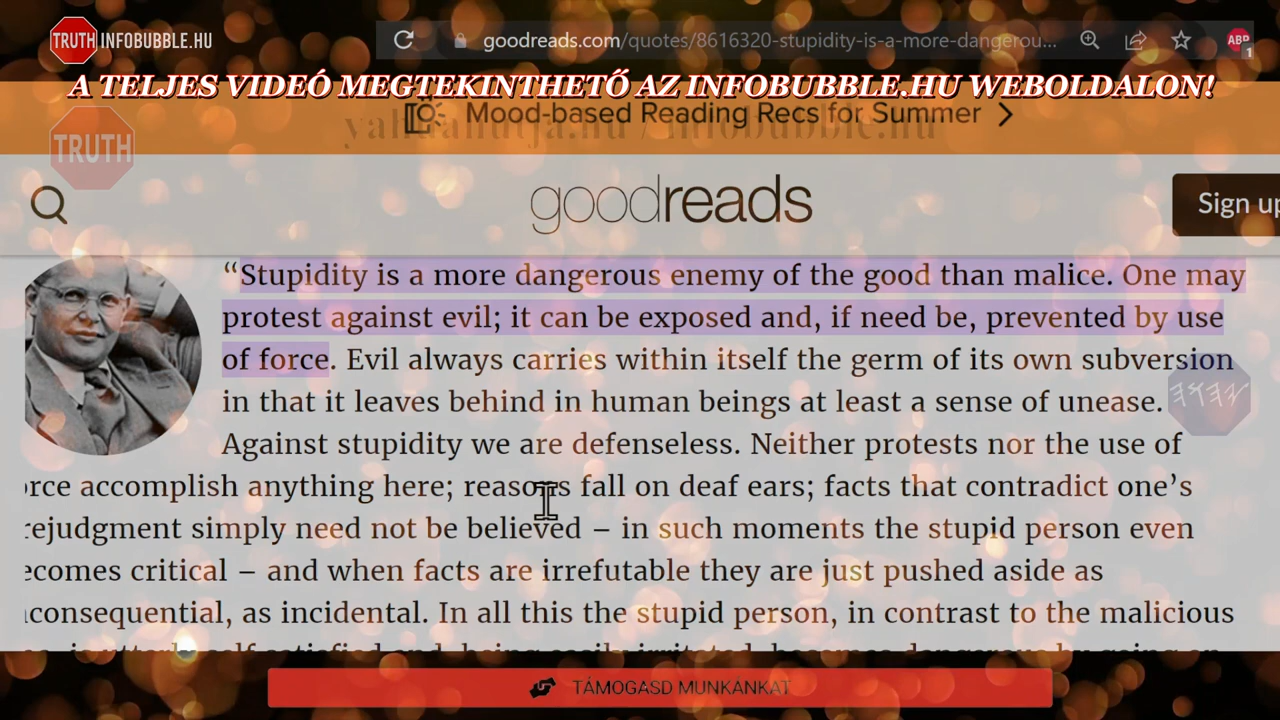 TRUTH INFOBUBBLE.HU
goodreads.com/quotes/8616320-stupidity-is-a-more-dangerou...
ABP
1
A TELJES VIDEÓ MEGTEKINTHETŐ AZ INFOBUBBLE.HU WEBOLDALON!
Mood-based Reading Recs for Summer
/ infobubble.hu
TRUTH
goodreads
Sign up
“Stupidity is a more dangerous enemy of the good than malice. One may
protest against evil; it can be exposed and, if need be, prevented by use
of force. Evil always carries within itself the germ of its own subversion
in that it leaves behind in human beings at least a sense of unease.
Against stupidity we are defenseless. Neither protests nor the use of
orce accomplish anything here; reasons fall on deaf ears; facts that contradict one’s
rejudgment simply need not be believed – in such moments the stupid person even
ecomes critical – and when facts are irrefutable they are just pushed aside as
nconsequential, as incidental. In all this the stupid person, in contrast to the malicious
TÁMOGASD MUNKÁNKAT